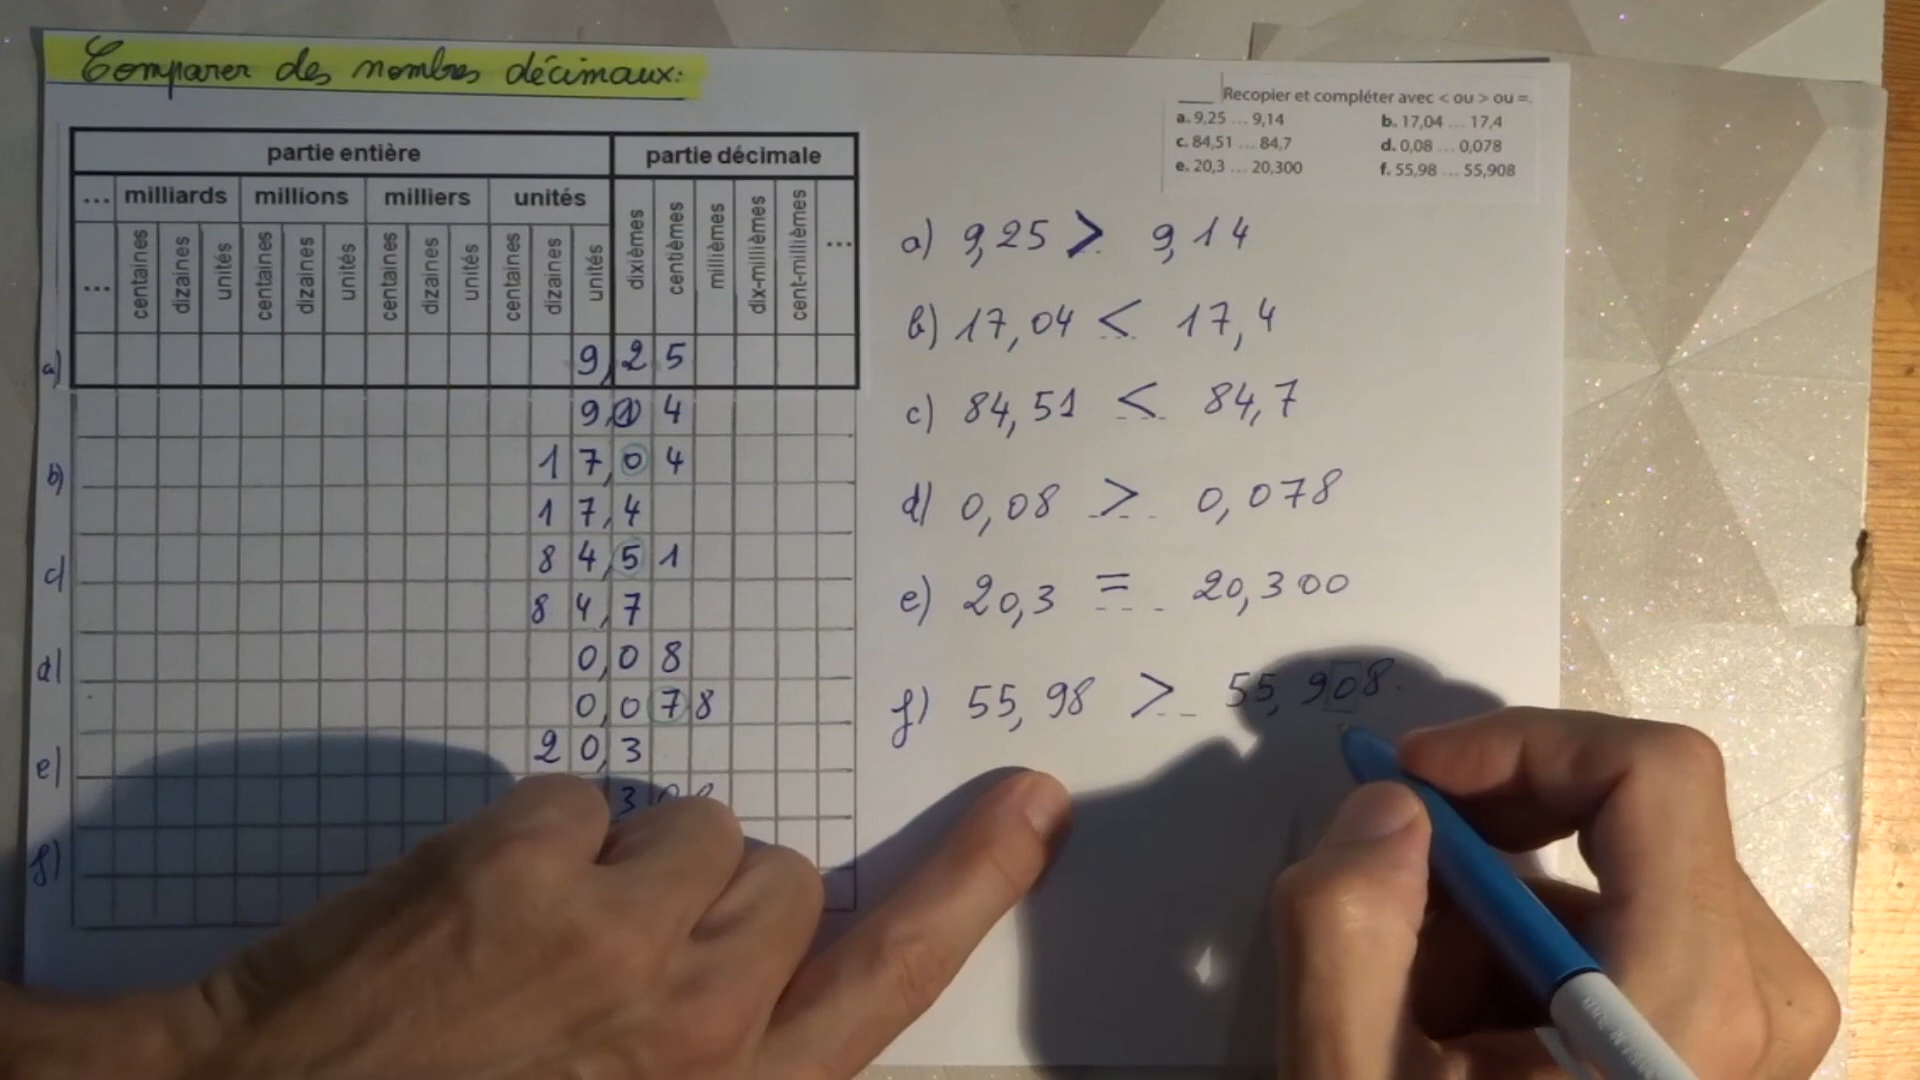 Comparer des nombres décimaux:
Recopier et compléter avec < ou > ou =.
a. 9,25 ... 9,14 b. 17,04 ... 17,4
c. 84,51 ... 84,7 d. 0,08 ... 0,078
e. 20,3 ... 20,300 f. 55,98 ... 55,908
partie entière partie décimale
... milliards millions milliers unités
... centaines dizaines unités centaines dizaines unités centaines dizaines unités centaines dizaines unités dixièmes centièmes millièmes dix-millièmes cent-millièmes ...
a) 9,25
9,14
b) 17,04
17,4
c) 84,51
84,7
d) 0,08
0,078
e) 20,3
300
f)
a) 9,25 > 9,14
b) 17,04 < 17,4
c) 84,51 < 84,7
d) 0,08 > 0,078
e) 20,3 = 20,300
f) 55,98 > 55,908